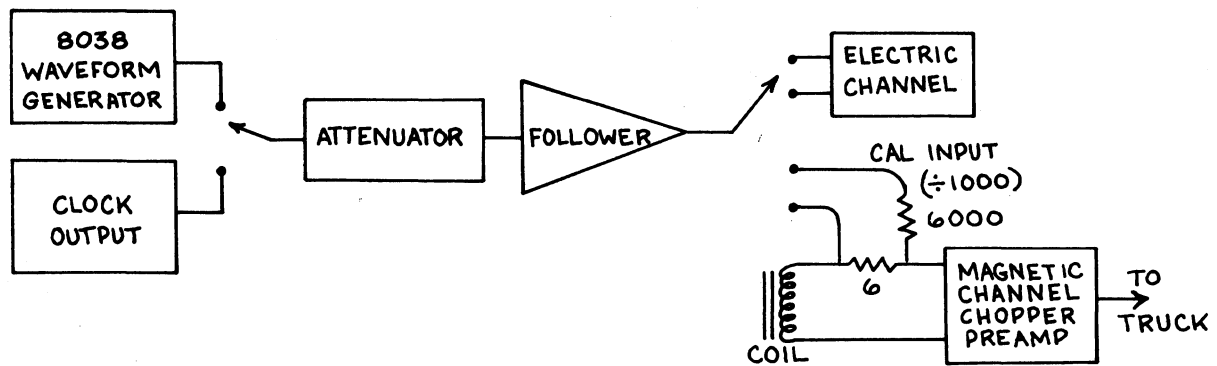 8038
WAVEFORM
GENERATOR
CLOCK
OUTPUT
ATTENUATOR
FOLLOWER
ELECTRIC
CHANNEL
CAL INPUT
(÷1000)
6000
6
COIL
MAGNETIC
CHANNEL
CHOPPER
PREAMP
TO
TRUCK